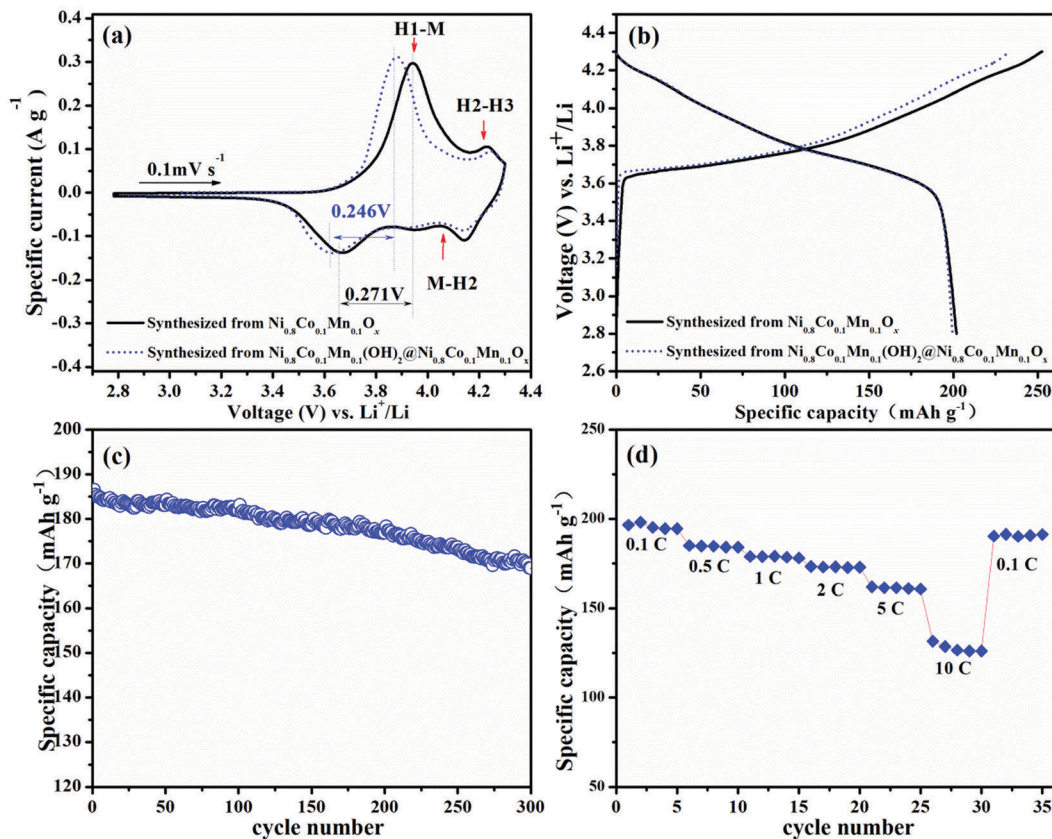 (a)
H1-M
H2-H3
0.1mV s⁻¹
0.246V
M-H2
0.271V
Synthesized from Ni₀.₈Co₀.₁Mn₀.₁Oₓ
Synthesized from Ni₀.₈Co₀.₁Mn₀.₁(OH)₂@Ni₀.₈Co₀.₁Mn₀.₁Oₓ
Specific current (A g⁻¹)
0.4
0.3
0.2
0.1
0.0
-0.1
-0.2
-0.3
-0.4
2.8 3.0 3.2 3.4 3.6 3.8 4.0 4.2 4.4
Voltage (V) vs. Li⁺/Li
(b)
Synthesized from Ni₀.₈Co₀.₁Mn₀.₁Oₓ
Synthesized from Ni₀.₈Co₀.₁Mn₀.₁(OH)₂@Ni₀.₈Co₀.₁Mn₀.₁Oₓ
Voltage (V) vs. Li⁺/Li
4.2
3.9
3.6
3.3
3.0
2.8
2.6
0 50 100 150 200 250
Specific capacity（mAh g⁻¹）
(c)
Specific capacity（mAh g⁻¹）
200
190
180
170
160
150
140
130
120
0 25 50 75 100 125 150 175 200 225 250 275 300
cycle number
(d)
0.1 C
0.5 C
1 C
2 C
5 C
10 C
0.1 C
Specific capacity（mAh g⁻¹）
250
200
150
100
50
0 5 10 15 20 25 30 35
cycle number